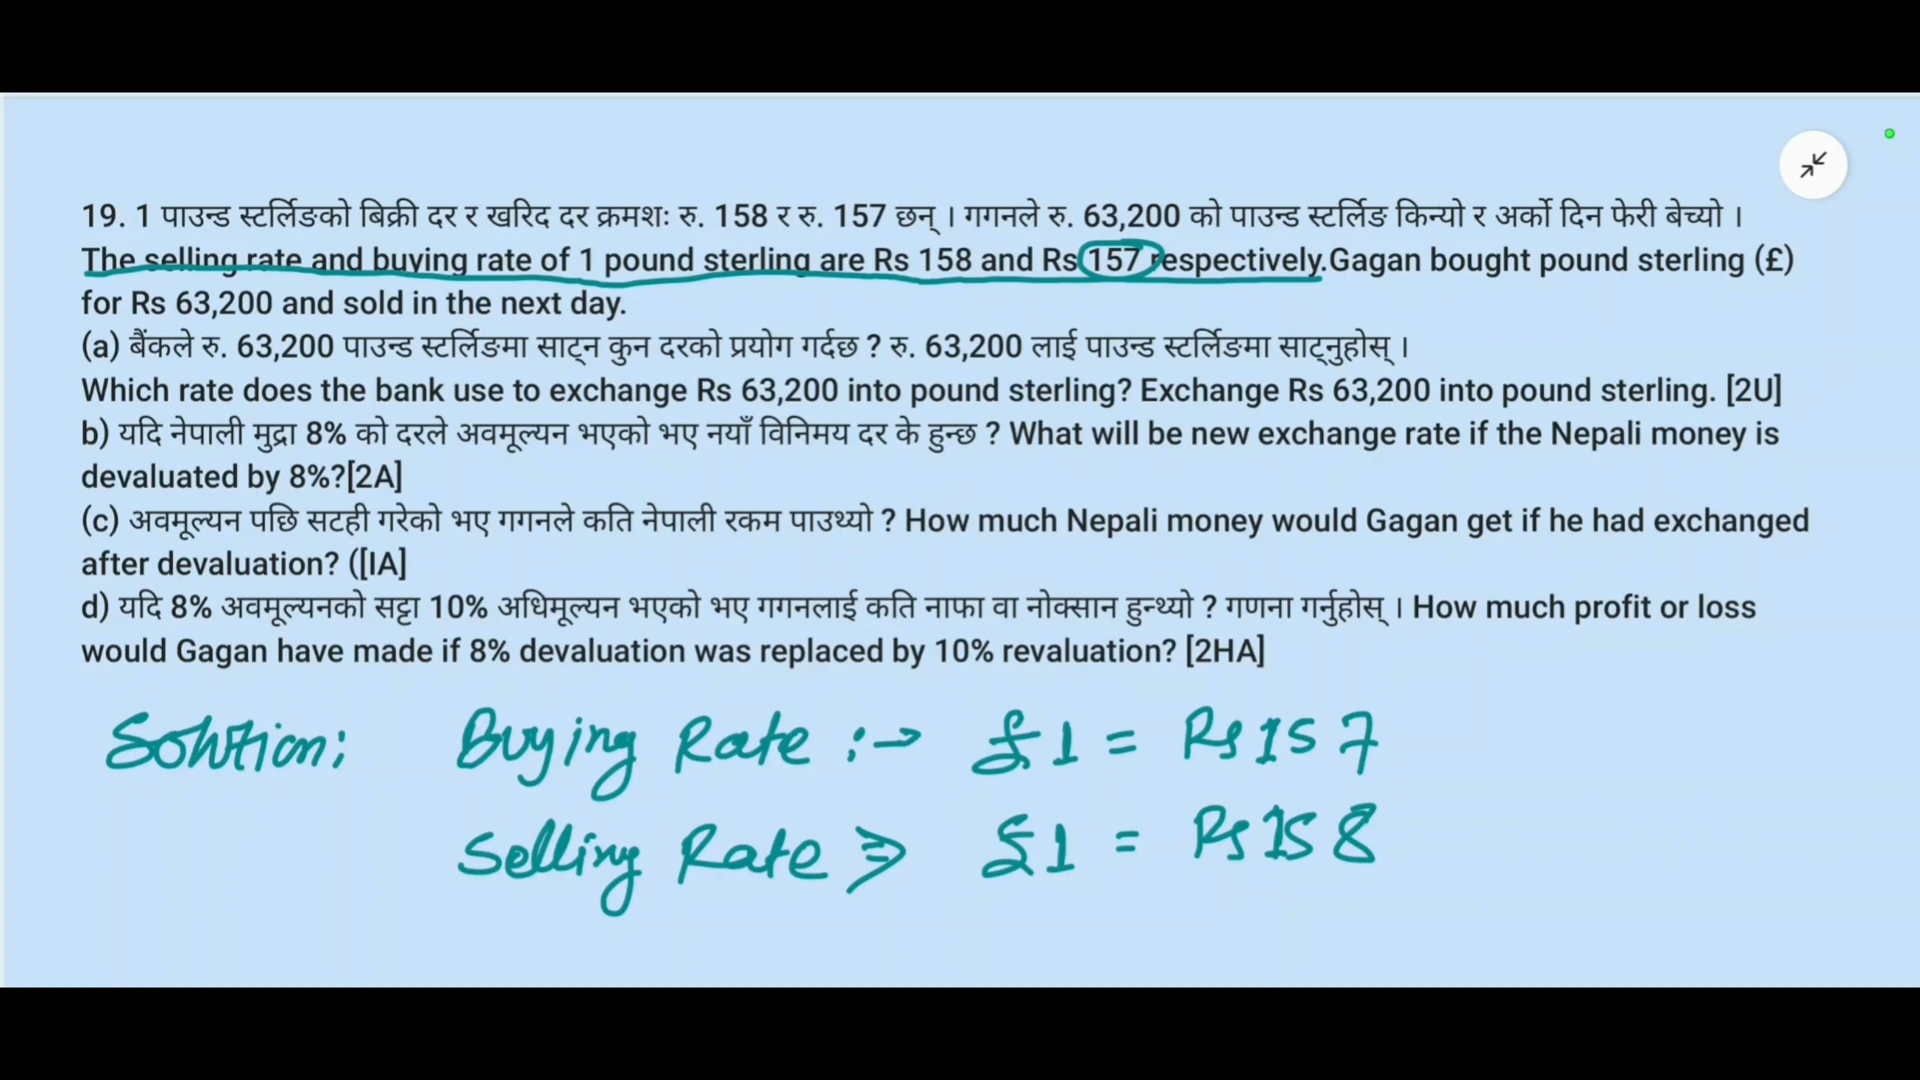 19. 1 पाउन्ड स्टर्लिङको बिक्री दर र खरिद दर क्रमशः रु. 158 र रु. 157 छन् । गगनले रु. 63,200 को पाउन्ड स्टर्लिङ किन्यो र अर्को दिन फेरी बेच्यो ।
The selling rate and buying rate of 1 pound sterling are Rs 158 and Rs 157 respectively.Gagan bought pound sterling (£)
for Rs 63,200 and sold in the next day.
(a) बैंकले रु. 63,200 पाउन्ड स्टर्लिङमा साट्न कुन दरको प्रयोग गर्दछ ? रु. 63,200 लाई पाउन्ड स्टर्लिङमा साट्नुहोस् ।
Which rate does the bank use to exchange Rs 63,200 into pound sterling? Exchange Rs 63,200 into pound sterling. [2U]
b) यदि नेपाली मुद्रा 8% को दरले अवमूल्यन भएको भए नयाँ विनिमय दर के हुन्छ ? What will be new exchange rate if the Nepali money is
devaluated by 8%?[2A]
(c) अवमूल्यन पछि सटही गरेको भए गगनले कति नेपाली रकम पाउथ्यो ? How much Nepali money would Gagan get if he had exchanged
after devaluation? ([IA]
d) यदि 8% अवमूल्यनको सट्टा 10% अधिमूल्यन भएको भए गगनलाई कति नाफा वा नोक्सान हुन्थ्यो ? गणना गर्नुहोस् । How much profit or loss
would Gagan have made if 8% devaluation was replaced by 10% revaluation? [2HA]
Solution: Buying Rate :→ £1 = Rs 157
Selling Rate ⇒ £1 = Rs 158